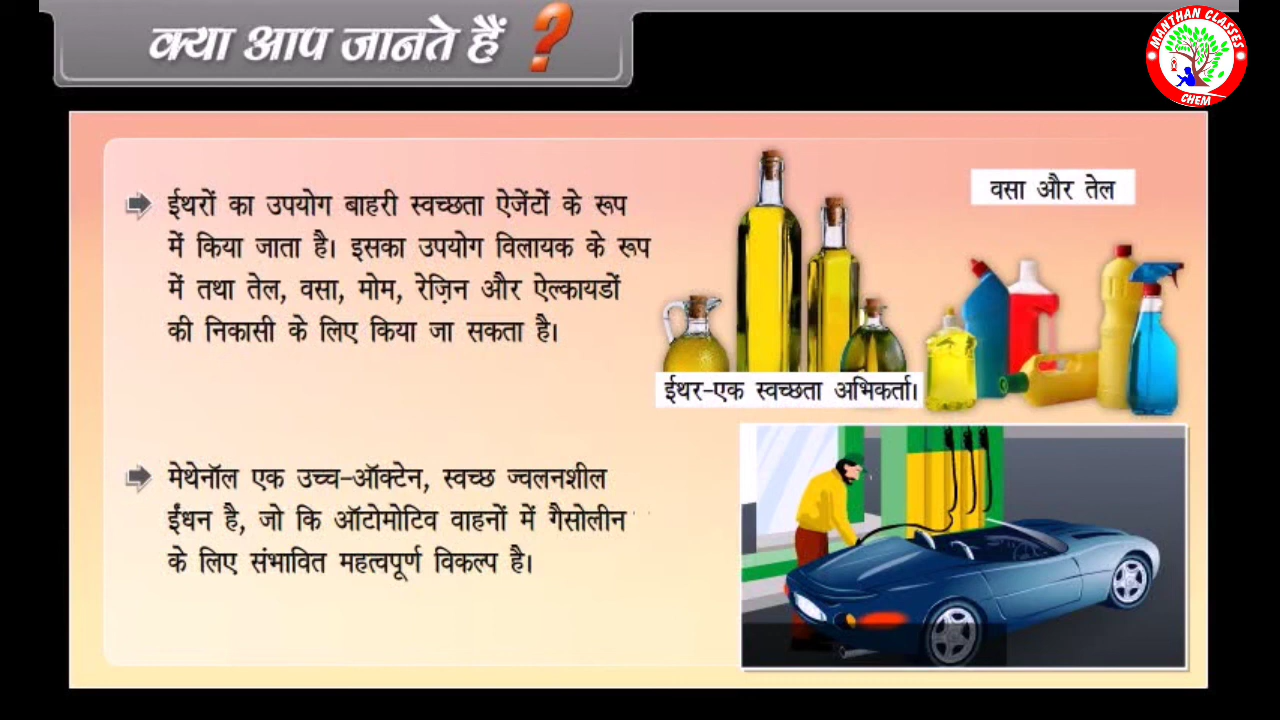 क्या आप जानते हैं ?
MANTHAN CLASSES
CHEM
ईथरों का उपयोग बाहरी स्वच्छता ऐजेंटों के रूप
में किया जाता है। इसका उपयोग विलायक के रूप
में तथा तेल, वसा, मोम, रेज़िन और ऐल्कायडों
की निकासी के लिए किया जा सकता है।
वसा और तेल
ईथर-एक स्वच्छता अभिकर्ता।
मेथेनॉल एक उच्च-ऑक्टेन, स्वच्छ ज्वलनशील
ईंधन है, जो कि ऑटोमोटिव वाहनों में गैसोलीन
के लिए संभावित महत्वपूर्ण विकल्प है।